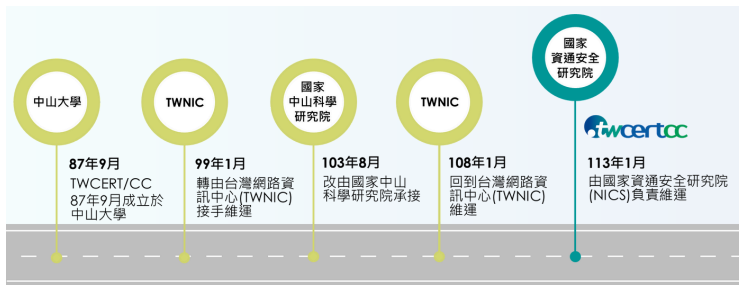 中山大學
TWNIC
國家
中山科學
研究院
TWNIC
國家
資通安全
研究院
twcertcc
87年9月
TWCERT/CC
87年9月成立於
中山大學
99年1月
轉由台灣網路資
訊中心(TWNIC)
接手維運
103年8月
改由國家中山
科學研究院承接
108年1月
回到台灣網路資
訊中心(TWNIC)
維運
113年1月
由國家資通安全研究院
(NICS)負責維運